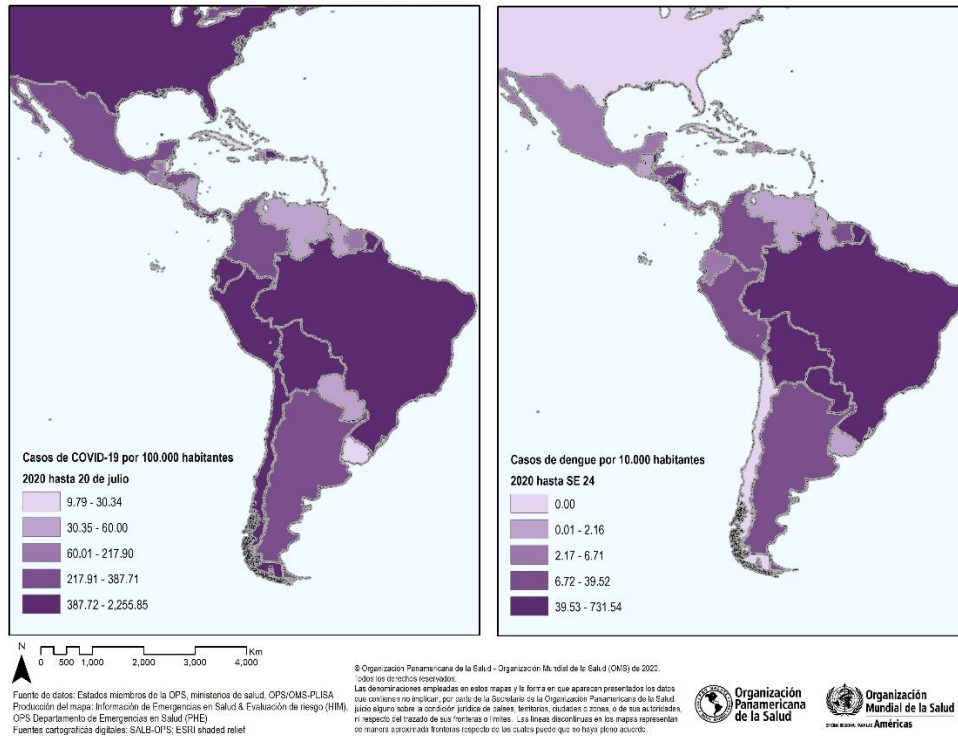 Casos de COVID-19 por 100.000 habitantes
2020 hasta 20 de julio
9.79 - 30.34
30.35 - 60.00
60.01 - 217.90
217.91 - 387.71
387.72 - 2,255.85
Casos de dengue por 10.000 habitantes
2020 hasta SE 24
0.00
0.01 - 2.16
2.17 - 6.71
6.72 - 39.52
39.53 - 731.54
N
Km
0 500 1,000 2,000 3,000 4,000
Fuente de datos: Estados miembros de la OPS, ministerios de salud, OPS/OMS-PLISA
Producción del mapa: Información de Emergencias en Salud & Evaluación de riesgo (HIM),
OPS Departamento de Emergencias en Salud (PHE)
Fuentes cartografícas digitales: SALB-OPS; ESRI shaded relief
© Organización Panamericana de la Salud - Organización Mundial de la Salud (OMS) de 2020.
Todos los derechos reservados.
Las denominaciones empleadas en estos mapas y la forma en que aparecen presentados los datos
que contienen no implican, por parte de la Secretaría de la Organización Panamericana de la Salud,
juicio alguno sobre la condición jurídica de países, territorios, ciudades o zonas, o de sus autoridades,
ni respecto del trazado de sus fronteras o límites. Las líneas discontinuas en los mapas representan
de manera aproximada fronteras respecto de las cuales puede que no haya pleno acuerdo.
Organización
Panamericana
de la Salud
Organización
Mundial de la Salud
Américas